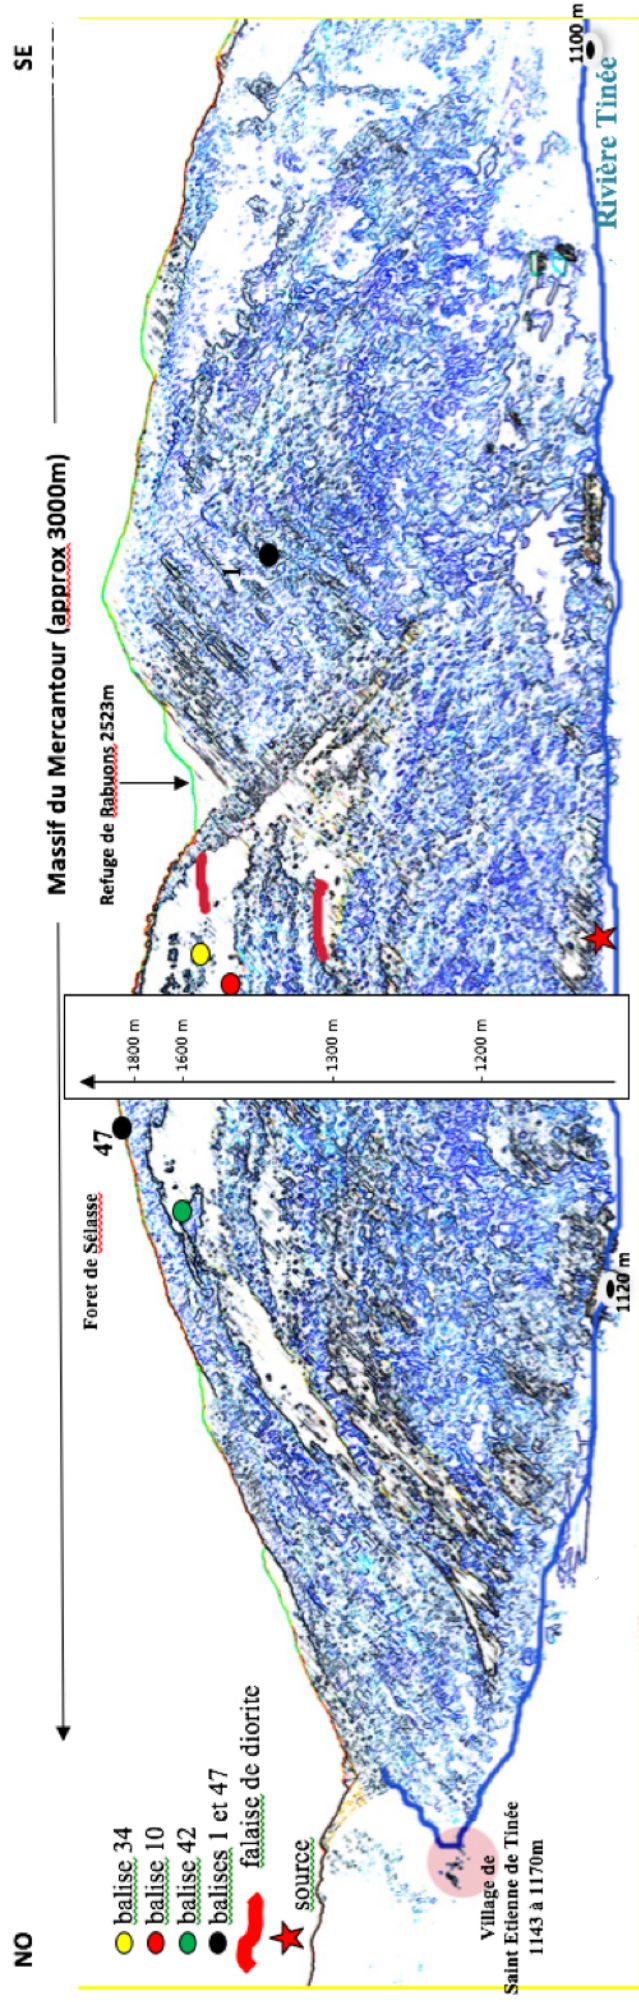 NO
SE
Massif du Mercantour (approx 3000m)
balise 34
balise 10
balise 42
balises 1 et 47
falaise de diorite
source
Foret de Sélasse
47
Refuge de Rabuons 2523m
1
1800 m
1600 m
1300 m
1200 m
Village de
Saint Etienne de Tinée
1143 à 1170m
1120 m
1100 m
Rivière Tinée